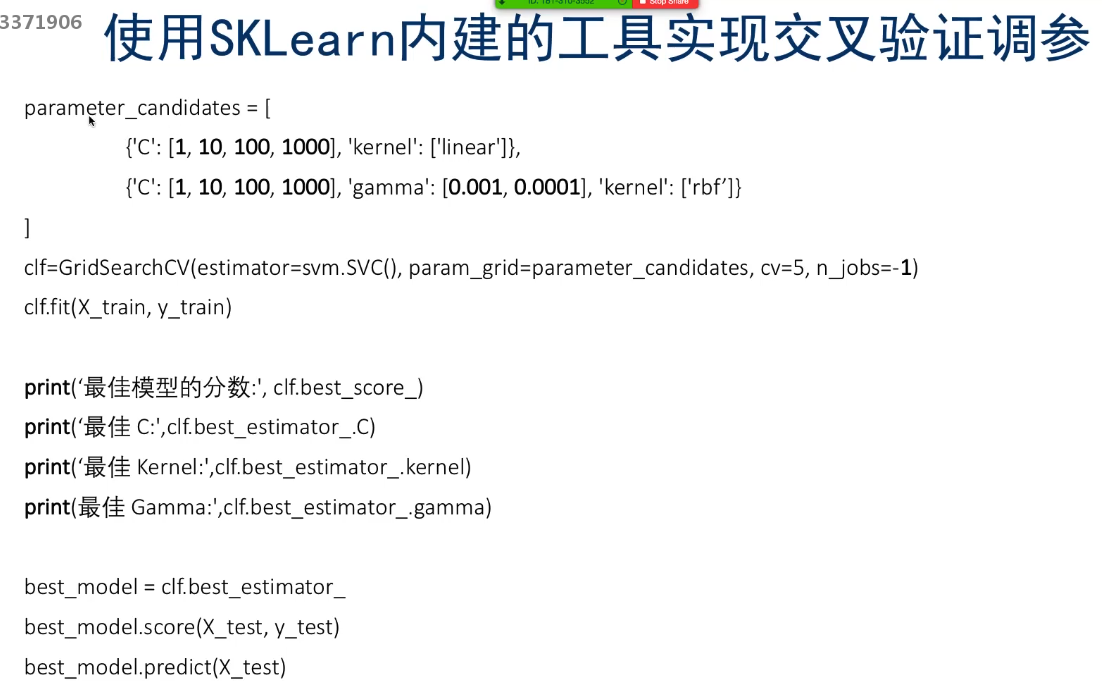 ID: 181-310-3552
Stop Share
3371906
使用SKLearn内建的工具实现交叉验证调参
parameter_candidates = [
{'C': [1, 10, 100, 1000], 'kernel': ['linear']},
{'C': [1, 10, 100, 1000], 'gamma': [0.001, 0.0001], 'kernel': ['rbf’]}
]
clf=GridSearchCV(estimator=svm.SVC(), param_grid=parameter_candidates, cv=5, n_jobs=-1)
clf.fit(X_train, y_train)
print(‘最佳模型的分数:', clf.best_score_)
print(‘最佳 C:',clf.best_estimator_.C)
print(‘最佳 Kernel:',clf.best_estimator_.kernel)
print(最佳 Gamma:',clf.best_estimator_.gamma)
best_model = clf.best_estimator_
best_model.score(X_test, y_test)
best_model.predict(X_test)